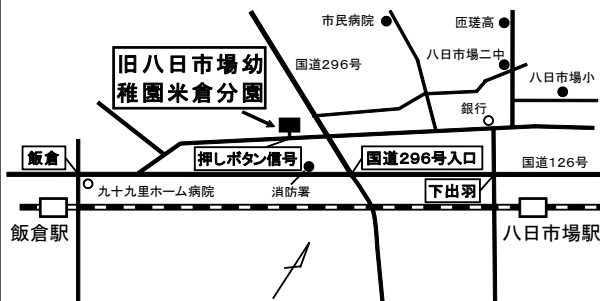 市民病院
匝瑳高
国道296号
八日市場二中
旧八日市場幼
稚園米倉分園
八日市場小
銀行
飯倉
押しボタン信号
国道296号入口
国道126号
九十九里ホーム病院
消防署
下出羽
飯倉駅
八日市場駅